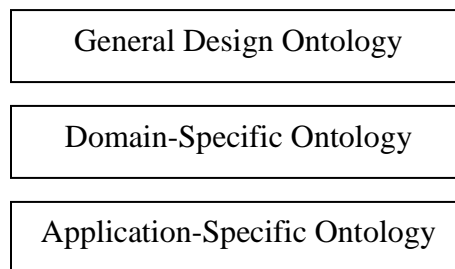 General Design Ontology
Domain-Specific Ontology
Application-Specific Ontology